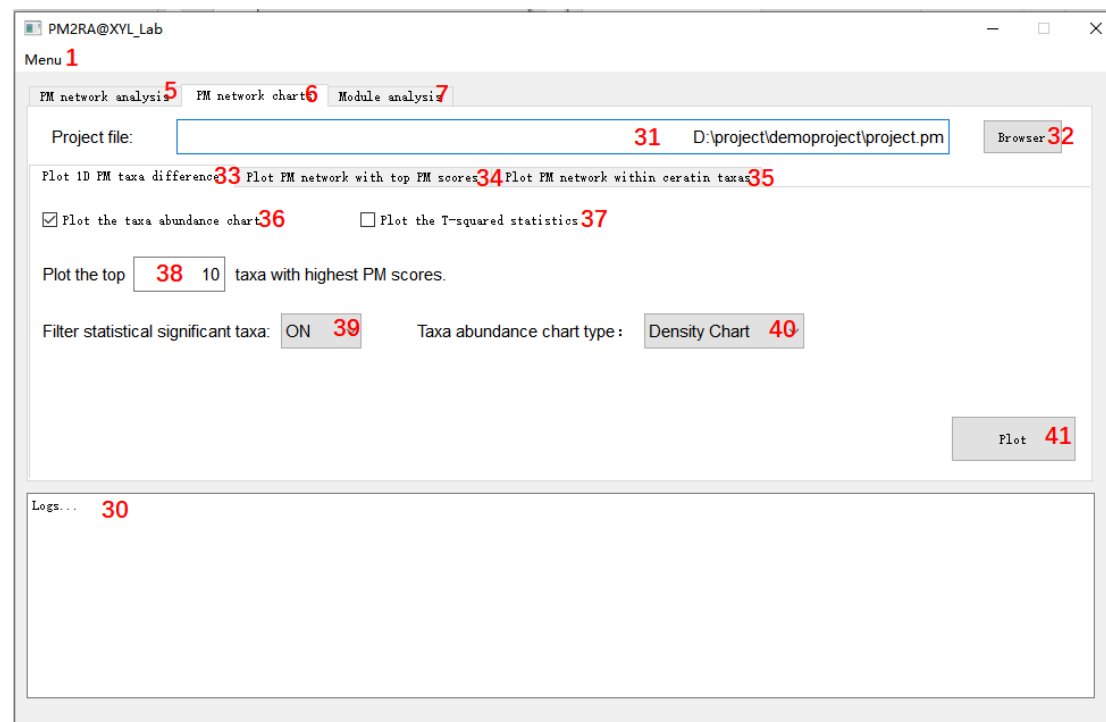 PM2RA@XYL_Lab
Menu 1
PM network analysis 5 PM network charts 6 Module analysis 7
Project file: 31 D:\project\demoproject\project.pm Browser 32
Plot 1D PM taxa difference 33 Plot PM network with top PM scores 34 Plot PM network within ceratin taxas 35
Plot the taxa abundance chart 36 Plot the T-squared statistics 37
Plot the top 38 10 taxa with highest PM scores.
Filter statistical significant taxa: ON 39 Taxa abundance chart type： Density Chart 40
Plot 41
Logs... 30